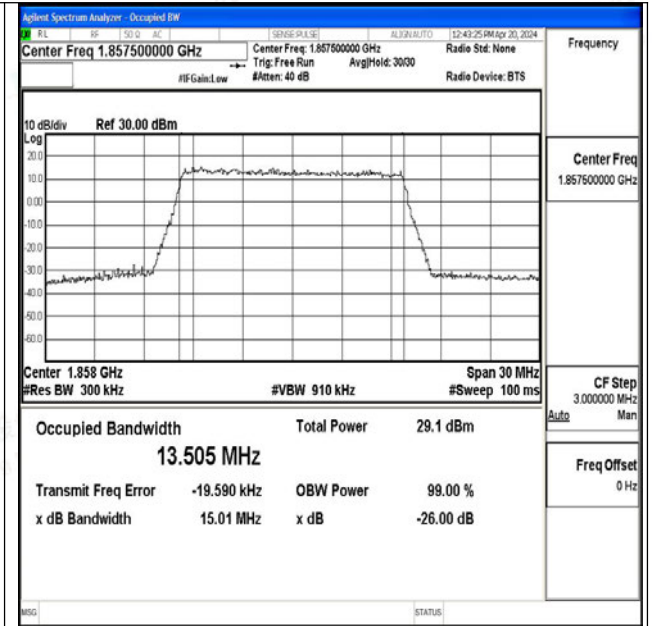 Agilent Spectrum Analyzer - Occupied BW
RL RF 50 Ω AC SENSE:PULSE ALIGN AUTO 12:43:25 PM Apr 20, 2024
Center Freq 1.857500000 GHz
Center Freq: 1.857500000 GHz
Radio Std: None
Trig: Free Run Avg|Hold: 30/30
#IFGain:Low #Atten: 40 dB Radio Device: BTS
Frequency
10 dB/div Ref 30.00 dBm
Log
20.0
10.0
0.00
-10.0
-20.0
-30.0
-40.0
-50.0
-60.0
Center 1.858 GHz Span 30 MHz
#Res BW 300 kHz #VBW 910 kHz #Sweep 100 ms
Occupied Bandwidth Total Power 29.1 dBm
13.505 MHz
Transmit Freq Error -19.590 kHz OBW Power 99.00 %
x dB Bandwidth 15.01 MHz x dB -26.00 dB
Center Freq
1.857500000 GHz
CF Step
3.000000 MHz
Auto Man
Freq Offset
0 Hz
MSG STATUS